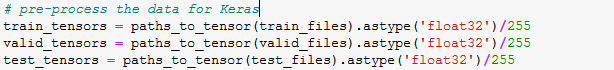 # pre-process the data for Keras
train_tensors = paths_to_tensor(train_files).astype('float32')/255
valid_tensors = paths_to_tensor(valid_files).astype('float32')/255
test_tensors = paths_to_tensor(test_files).astype('float32')/255